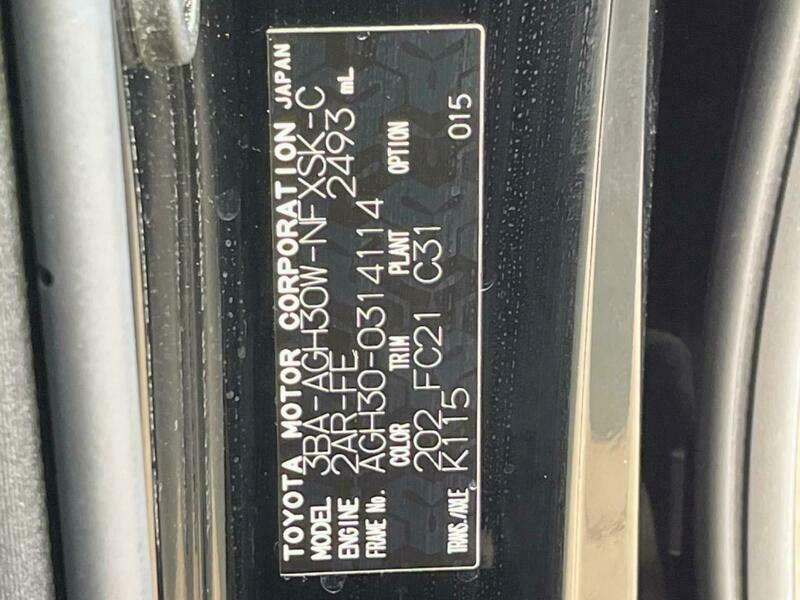 TOYOTA MOTOR CORPORATION JAPAN
MODEL 3BA-AGH30W-NFXSK-C
ENGINE 2AR-FE 2493 mL
FRAME No. AGH30-0314114
COLOR TRIM PLANT OPTION
202 FC21 C31 015
TRANS./AXLE K115